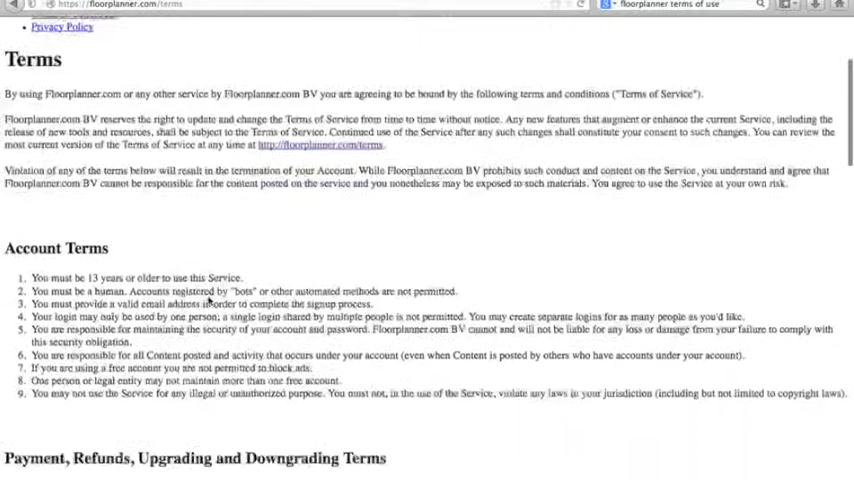 https://floorplanner.com/terms
floorplanner terms of use
• Privacy Policy
Terms
By using Floorplanner.com or any other service by Floorplanner.com BV you are agreeing to be bound by the following terms and conditions ("Terms of Service").
Floorplanner.com BV reserves the right to update and change the Terms of Service from time to time without notice. Any new features that augment or enhance the current Service, including the
release of new tools and resources, shall be subject to the Terms of Service. Continued use of the Service after any such changes shall constitute your consent to such changes. You can review the
most current version of the Terms of Service at any time at http://floorplanner.com/terms.
Violation of any of the terms below will result in the termination of your Account. While Floorplanner.com BV prohibits such conduct and content on the Service, you understand and agree that
Floorplanner.com BV cannot be responsible for the content posted on the service and you nonetheless may be exposed to such materials. You agree to use the Service at your own risk.
Account Terms
1. You must be 13 years or older to use this Service.
2. You must be a human. Accounts registered by "bots" or other automated methods are not permitted.
3. You must provide a valid email address in order to complete the signup process.
4. Your login may only be used by one person; a single login shared by multiple people is not permitted. You may create separate logins for as many people as you'd like.
5. You are responsible for maintaining the security of your account and password. Floorplanner.com BV cannot and will not be liable for any loss or damage from your failure to comply with
this security obligation.
6. You are responsible for all Content posted and activity that occurs under your account (even when Content is posted by others who have accounts under your account).
7. If you are using a free account you are not permitted to block ads.
8. One person or legal entity may not maintain more than one free account.
9. You may not use the Service for any illegal or unauthorized purpose. You must not, in the use of the Service, violate any laws in your jurisdiction (including but not limited to copyright laws).
Payment, Refunds, Upgrading and Downgrading Terms